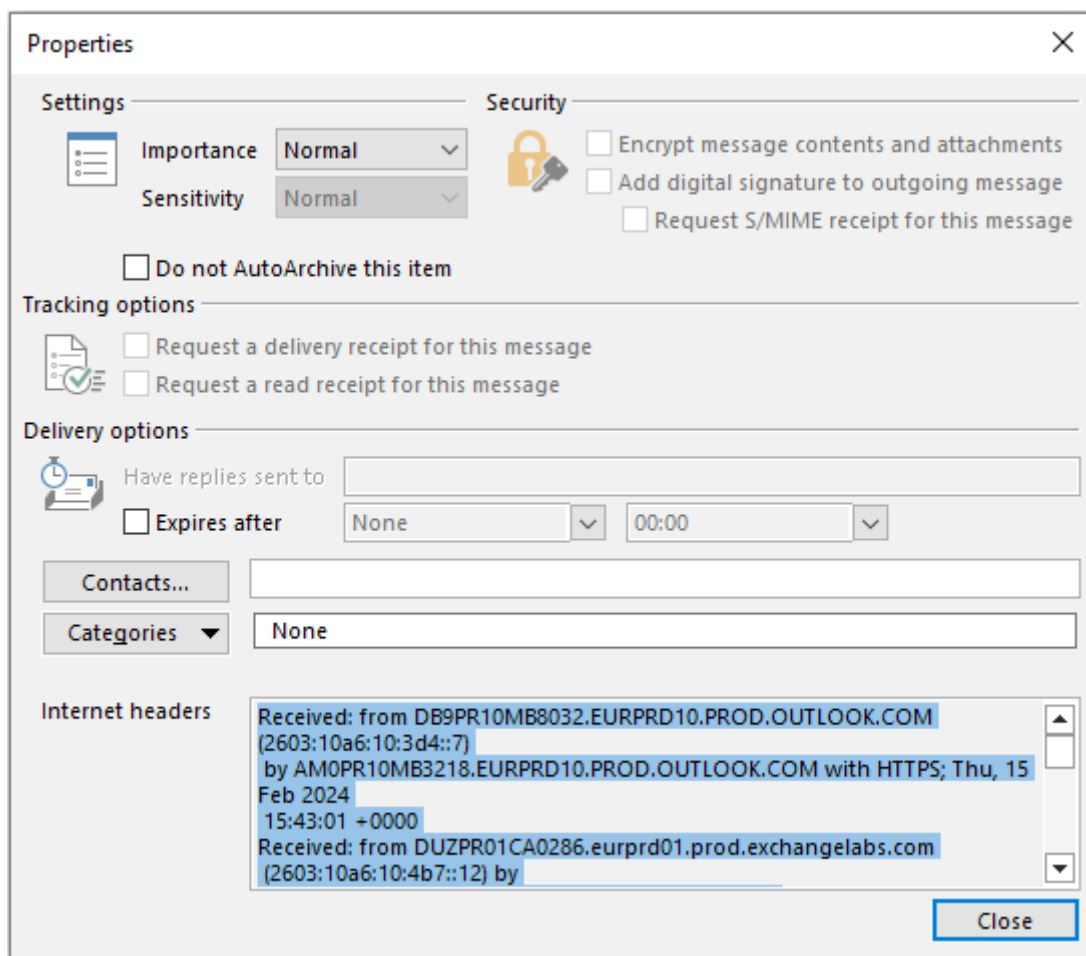 Properties
Settings
Security
Importance Normal
Sensitivity Normal
Encrypt message contents and attachments
Add digital signature to outgoing message
Request S/MIME receipt for this message
Do not AutoArchive this item
Tracking options
Request a delivery receipt for this message
Request a read receipt for this message
Delivery options
Have replies sent to
Expires after None 00:00
Contacts...
Categories None
Internet headers
Received: from DB9PR10MB8032.EURPRD10.PROD.OUTLOOK.COM
(2603:10a6:10:3d4::7)
by AM0PR10MB3218.EURPRD10.PROD.OUTLOOK.COM with HTTPS; Thu, 15
Feb 2024
15:43:01 +0000
Received: from DUZPR01CA0286.eurprd01.prod.exchangelabs.com
(2603:10a6:10:4b7::12) by
Close